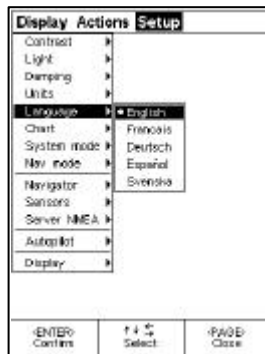 Display Actions Setup
Contrast
Light
Damping
Units
Language
• English
Francais
Deutsch
Español
Svenska
Chart
System mode
Nav mode
Navigator
Sensors
Server NMEA
Autopilot
Display
<ENTER> Confirm
Select
<PAGE> Close